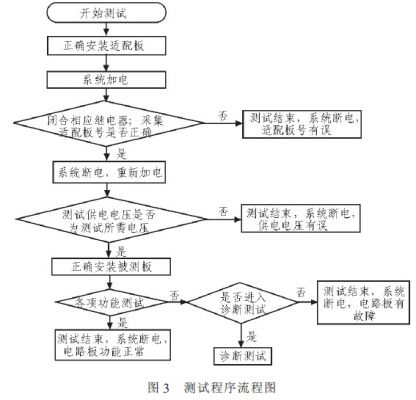 开始测试
正确安装适配板
系统加电
闭合相应继电器；采集
适配板号是否正确
否
测试结束，系统断电，
适配板号有误
是
系统断电，重新加电
测试供电电压是否
为测试所需电压
否
测试结束，系统断电，
供电电压有误
是
正确安装被测板
各项功能测试
否
是否进入
诊断测试
否
测试结束，系统
断电，电路板有
故障
是
测试结束，系统断电，
电路板功能正常
是
诊断测试
图3 测试程序流程图